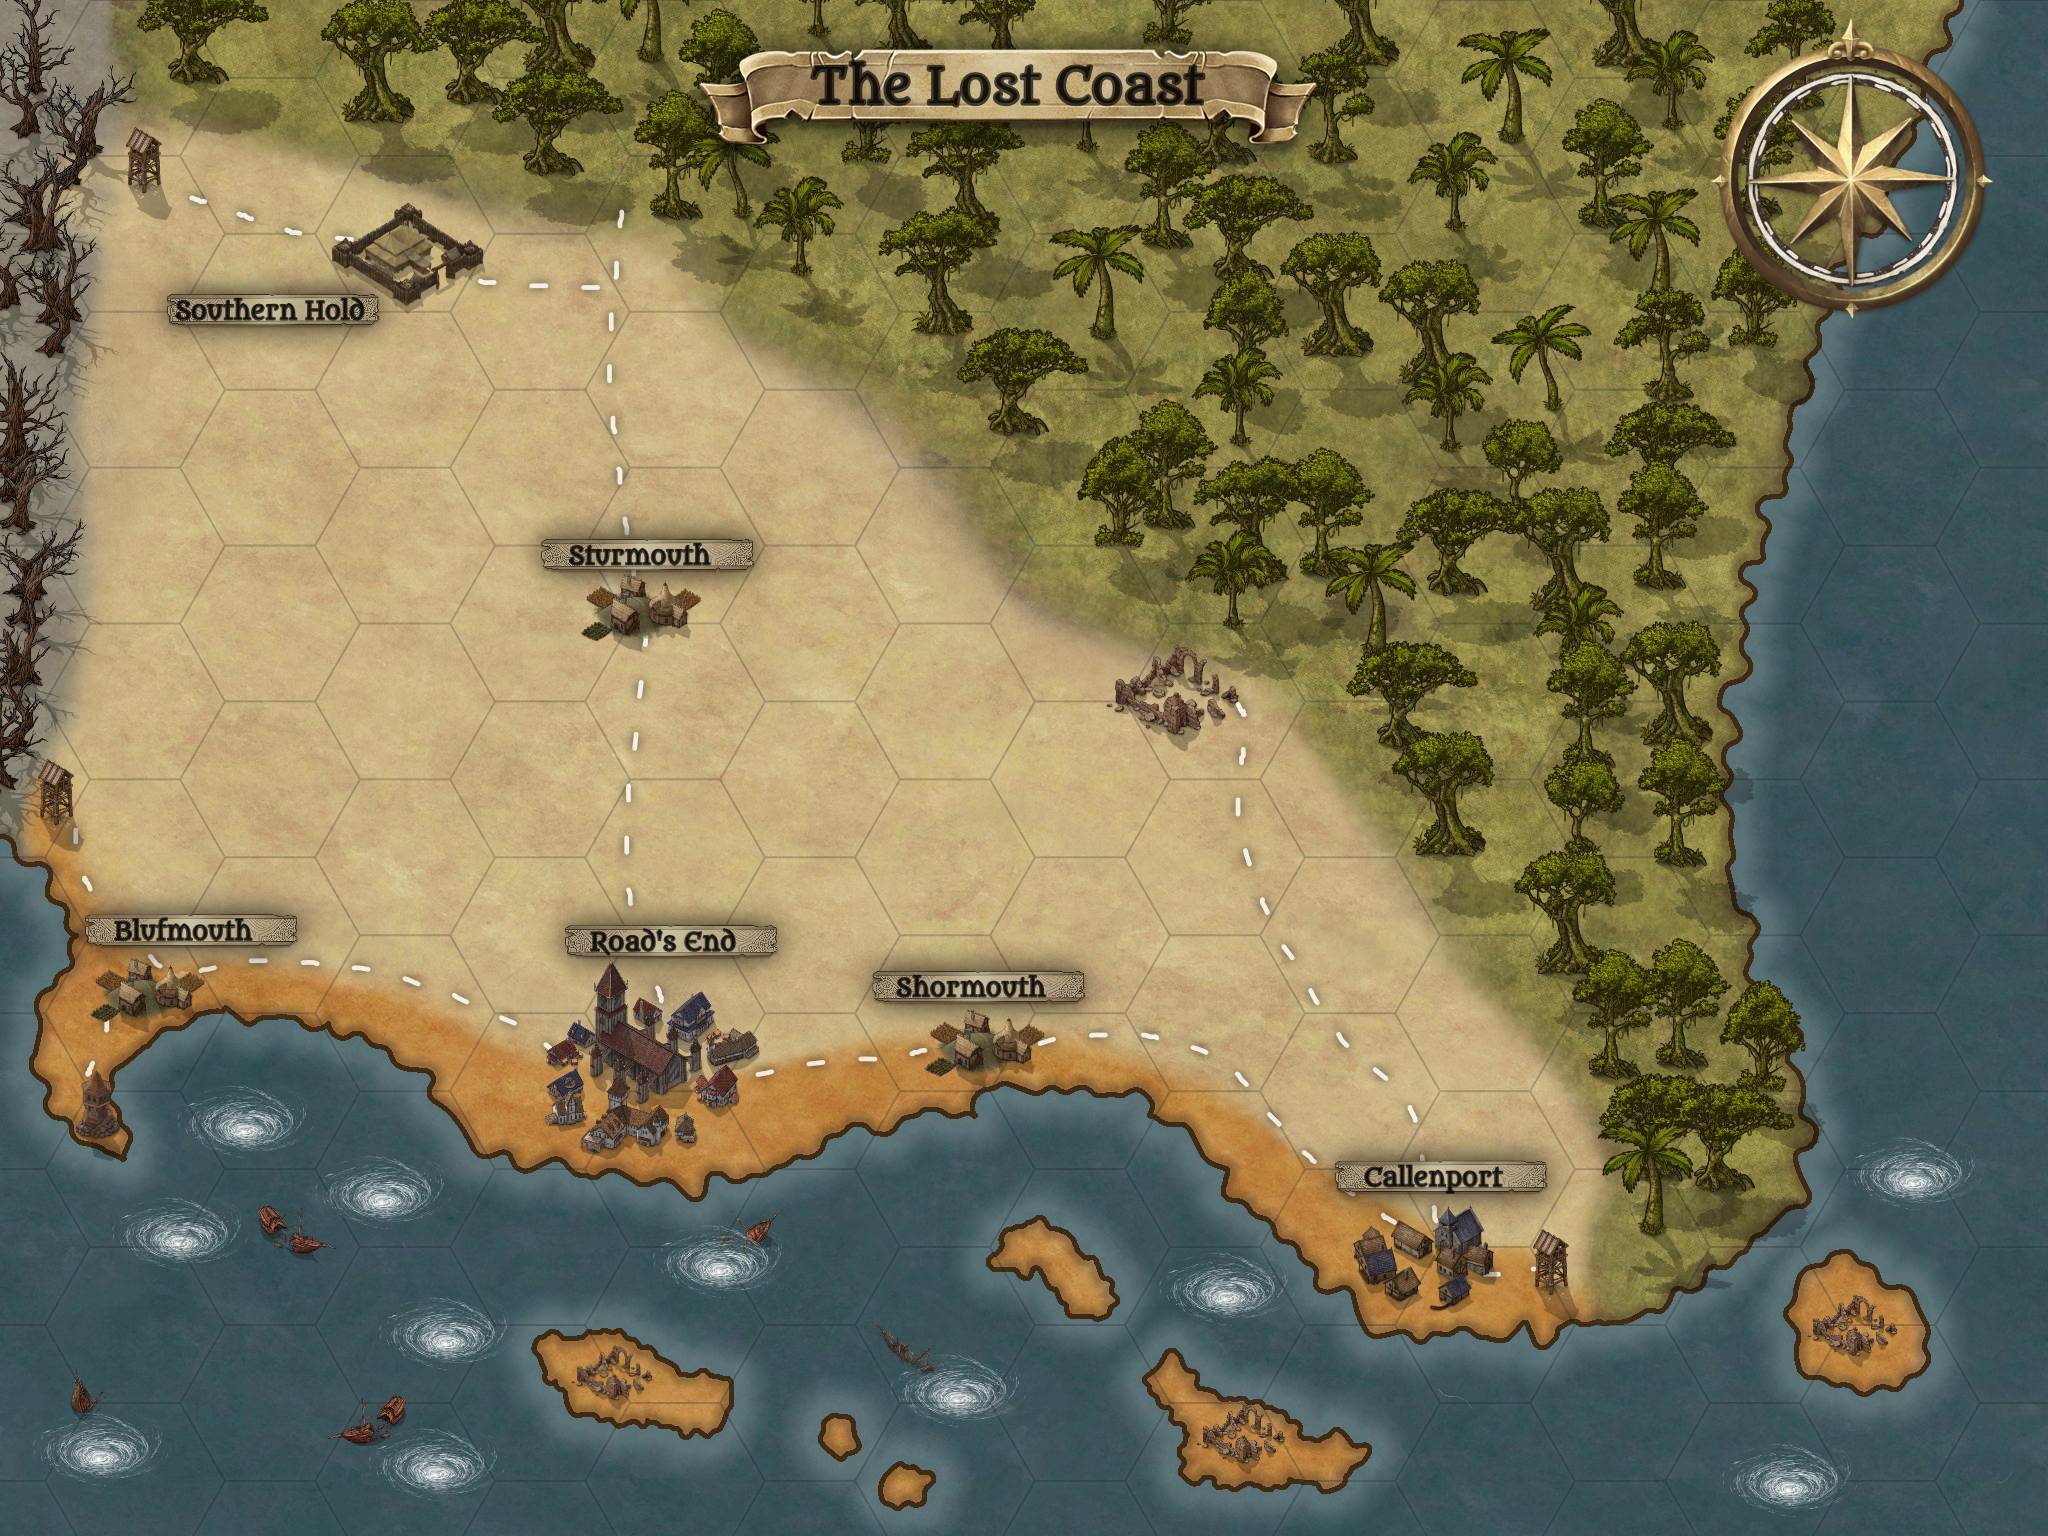 The Lost Coast
Southern Hold
Sturmouth
Blufmouth
Road's End
Shormouth
Callenport